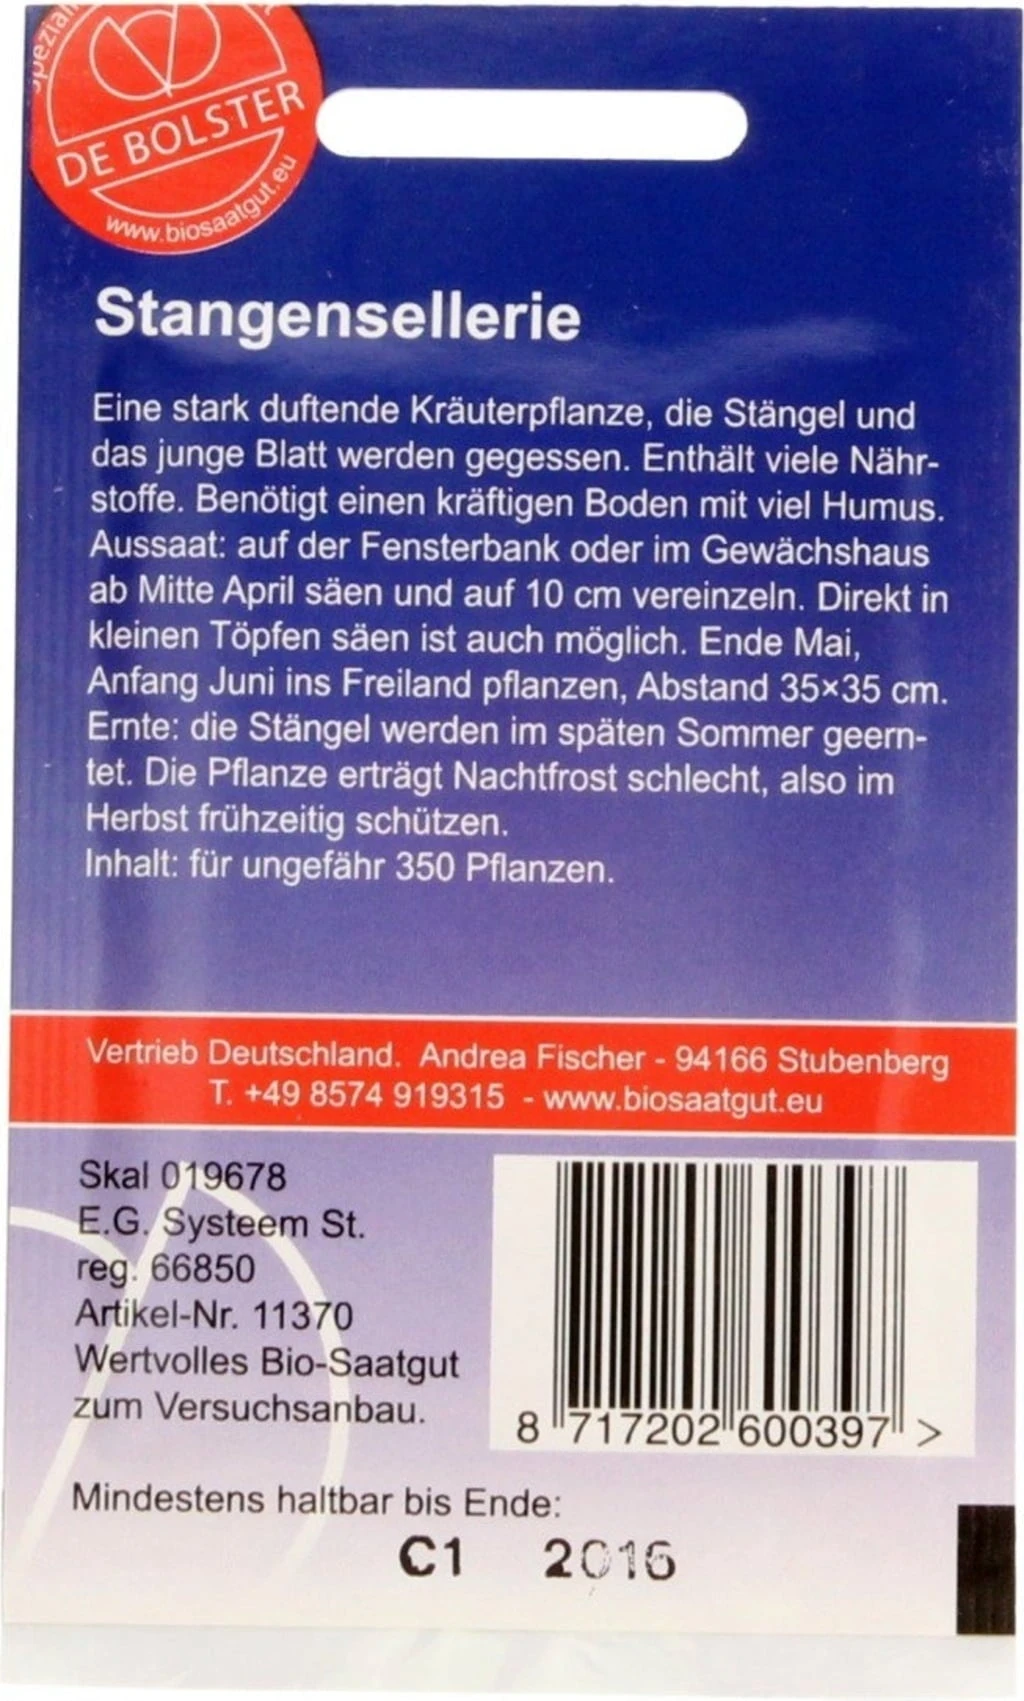 Spezial
DE BOLSTER
www.biosaatgut.eu
Stangensellerie
Eine stark duftende Kräuterpflanze, die Stängel und
das junge Blatt werden gegessen. Enthält viele Nähr-
stoffe. Benötigt einen kräftigen Boden mit viel Humus.
Aussaat: auf der Fensterbank oder im Gewächshaus
ab Mitte April säen und auf 10 cm vereinzeln. Direkt in
kleinen Töpfen säen ist auch möglich. Ende Mai,
Anfang Juni ins Freiland pflanzen, Abstand 35×35 cm.
Ernte: die Stängel werden im späten Sommer geern-
tet. Die Pflanze erträgt Nachtfrost schlecht, also im
Herbst frühzeitig schützen.
Inhalt: für ungefähr 350 Pflanzen.
Vertrieb Deutschland. Andrea Fischer - 94166 Stubenberg
T. +49 8574 919315 - www.biosaatgut.eu
Skal 019678
E.G. Systeem St.
reg. 66850
Artikel-Nr. 11370
Wertvolles Bio-Saatgut
zum Versuchsanbau.
8 717202 600397 >
Mindestens haltbar bis Ende:
C1 2016